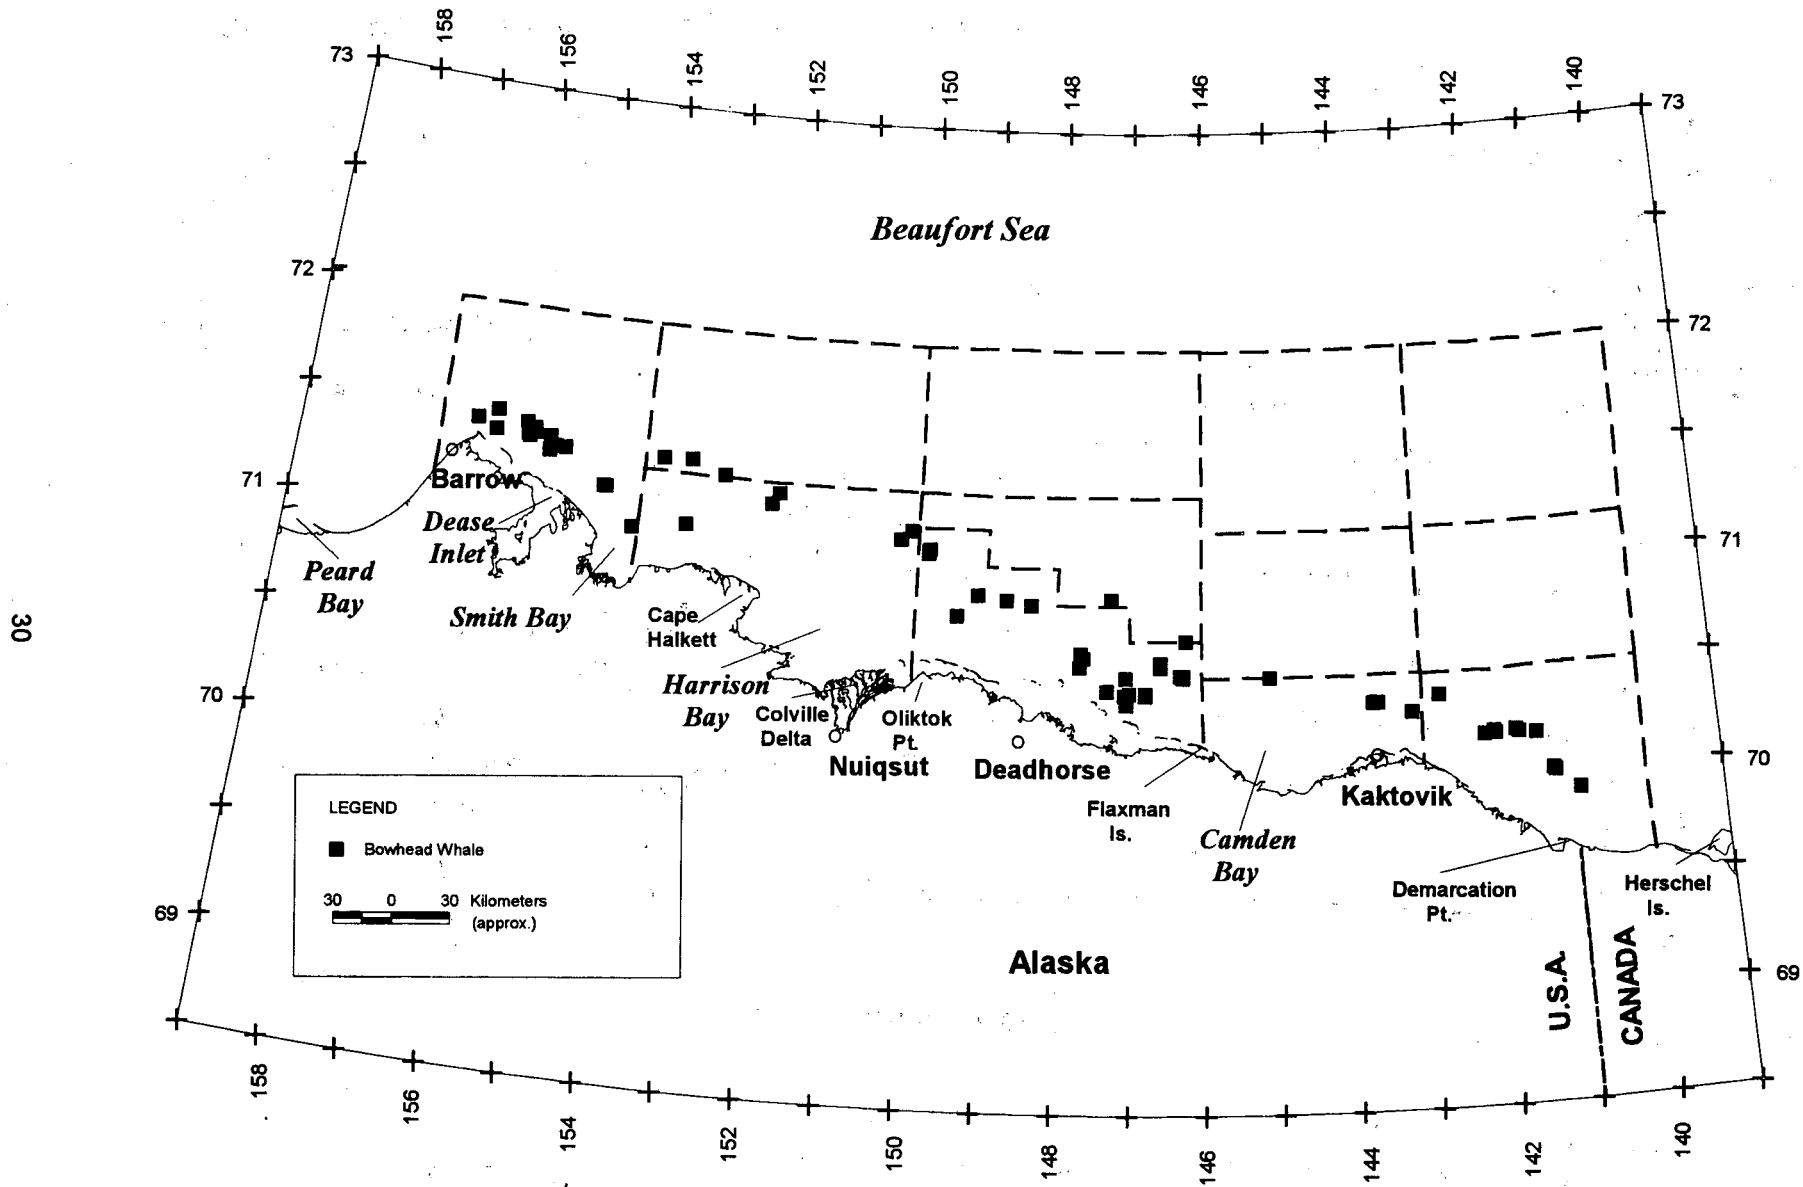 158
156
154
152
150
148
146
144
142
140
73
73
72
72
71
71
70
70
69
69
Beaufort Sea
Barrow
Dease
Inlet
Peard
Bay
Smith Bay
Cape
Halkett
Harrison
Bay
Colville
Delta
Oliktok
Pt.
Nuiqsut
Deadhorse
Flaxman
Is.
Camden
Bay
Kaktovik
Demarcation
Pt.
Herschel
Is.
Alaska
U.S.A.
CANADA
LEGEND
Bowhead Whale
30 0 30 Kilometers
(approx.)
158
156
154
152
150
148
146
144
142
140
30